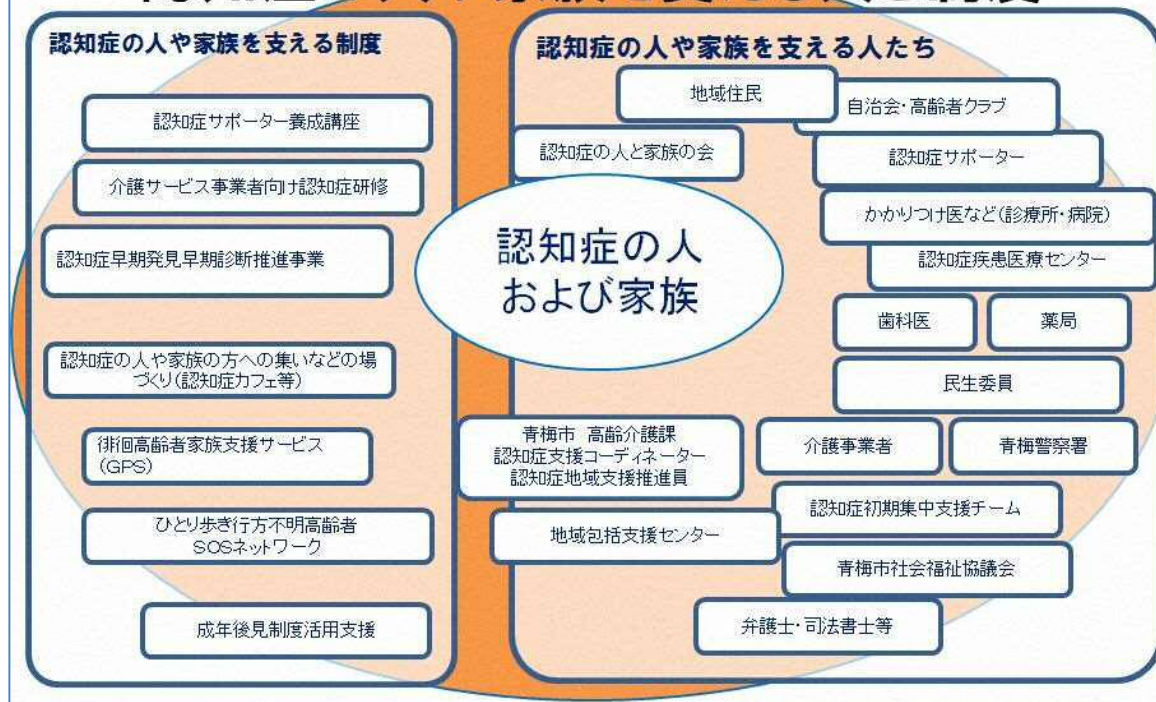 認知症の人や家族を支える制度
認知症サポーター養成講座
介護サービス事業者向け認知症研修
認知症早期発見早期診断推進事業
認知症の人や家族の方への集いなどの場
づくり(認知症カフェ等)
徘徊高齢者家族支援サービス
(GPS)
ひとり歩き行方不明高齢者
SOSネットワーク
成年後見制度活用支援
認知症の人
および家族
認知症の人や家族を支える人たち
地域住民
自治会・高齢者クラブ
認知症の人と家族の会
認知症サポーター
かかりつけ医など(診療所・病院)
認知症疾患医療センター
歯科医
薬局
民生委員
青梅市 高齢介護課
認知症支援コーディネーター
認知症地域支援推進員
介護事業者
青梅警察署
認知症初期集中支援チーム
地域包括支援センター
青梅市社会福祉協議会
弁護士・司法書士等